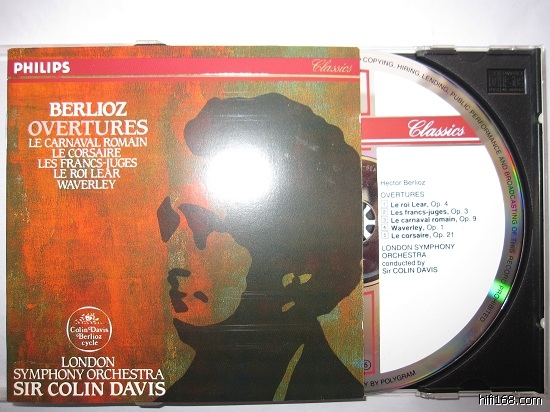 PHILIPS
Classics
BERLIOZ
OVERTURES
LE CARNAVAL ROMAIN
LE CORSAIRE
LES FRANCS-JUGES
LE ROI LEAR
WAVERLEY
Colin Davis
Berlioz
cycle
LONDON
SYMPHONY ORCHESTRA
SIR COLIN DAVIS
COPYING, HIRING, LENDING, PUBLIC PERFORMANCE AND BROADCASTING OF THIS RECORD PROHIBITED
Classics
Hector Berlioz
OVERTURES
1 Le roi Lear, Op. 4
2 Les francs-juges, Op. 3
3 Le carnaval romain, Op. 9
4 Waverley, Op. 1
5 Le corsaire, Op. 21
LONDON SYMPHONY
ORCHESTRA
conducted by
Sir COLIN DAVIS
BY POLYGRAM
hifi168.com